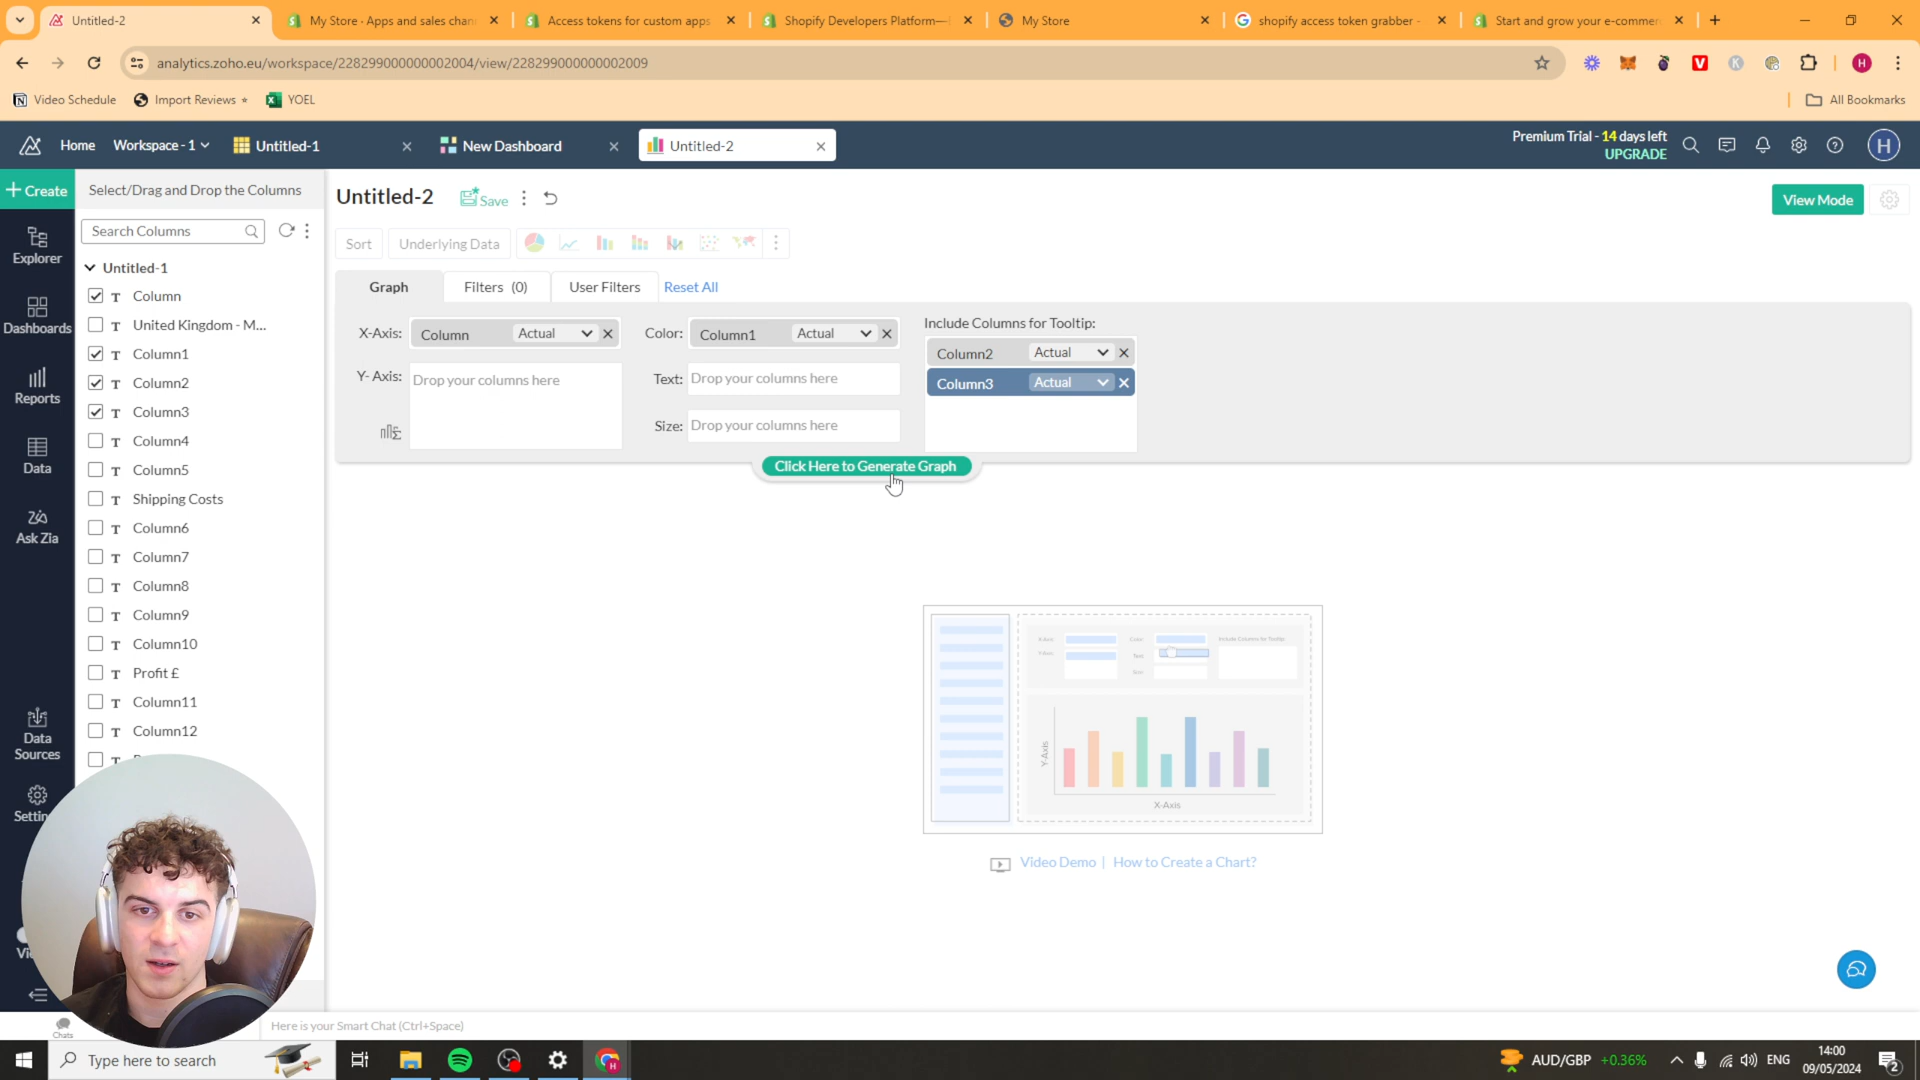 Untitled-2
My Store · Apps and sales chan
Access tokens for custom apps
Shopify Developers Platform—
My Store
shopify access token grabber -
Start and grow your e-commer
analytics.zoho.eu/workspace/228299000000002004/view/228299000000002009
H
Video Schedule
Import Reviews
YOEL
All Bookmarks
Home
Workspace - 1
Untitled-1
New Dashboard
Untitled-2
Premium Trial - 14 days left
UPGRADE
H
+ Create
Select/Drag and Drop the Columns
Untitled-2
Save
View Mode
Search Columns
Sort
Underlying Data
Explorer
Dashboards
Reports
Data
Ask Zia
Data Sources
Untitled-1
T Column
T United Kingdom - M...
T Column1
T Column2
T Column3
T Column4
T Column5
T Shipping Costs
T Column6
T Column7
T Column8
T Column9
T Column10
T Profit £
T Column11
T Column12
Graph
Filters (0)
User Filters
Reset All
X-Axis:
Column
Actual
Color:
Column1
Actual
Include Columns for Tooltip:
Column2
Actual
Column3
Actual
Y- Axis:
Drop your columns here
Text:
Drop your columns here
Size:
Drop your columns here
Click Here to Generate Graph
Y-Axis
X-Axis
Video Demo | How to Create a Chart?
Chats
Here is your Smart Chat (Ctrl+Space)
Type here to search
AUD/GBP +0.36%
ENG
14:00
09/05/2024
2